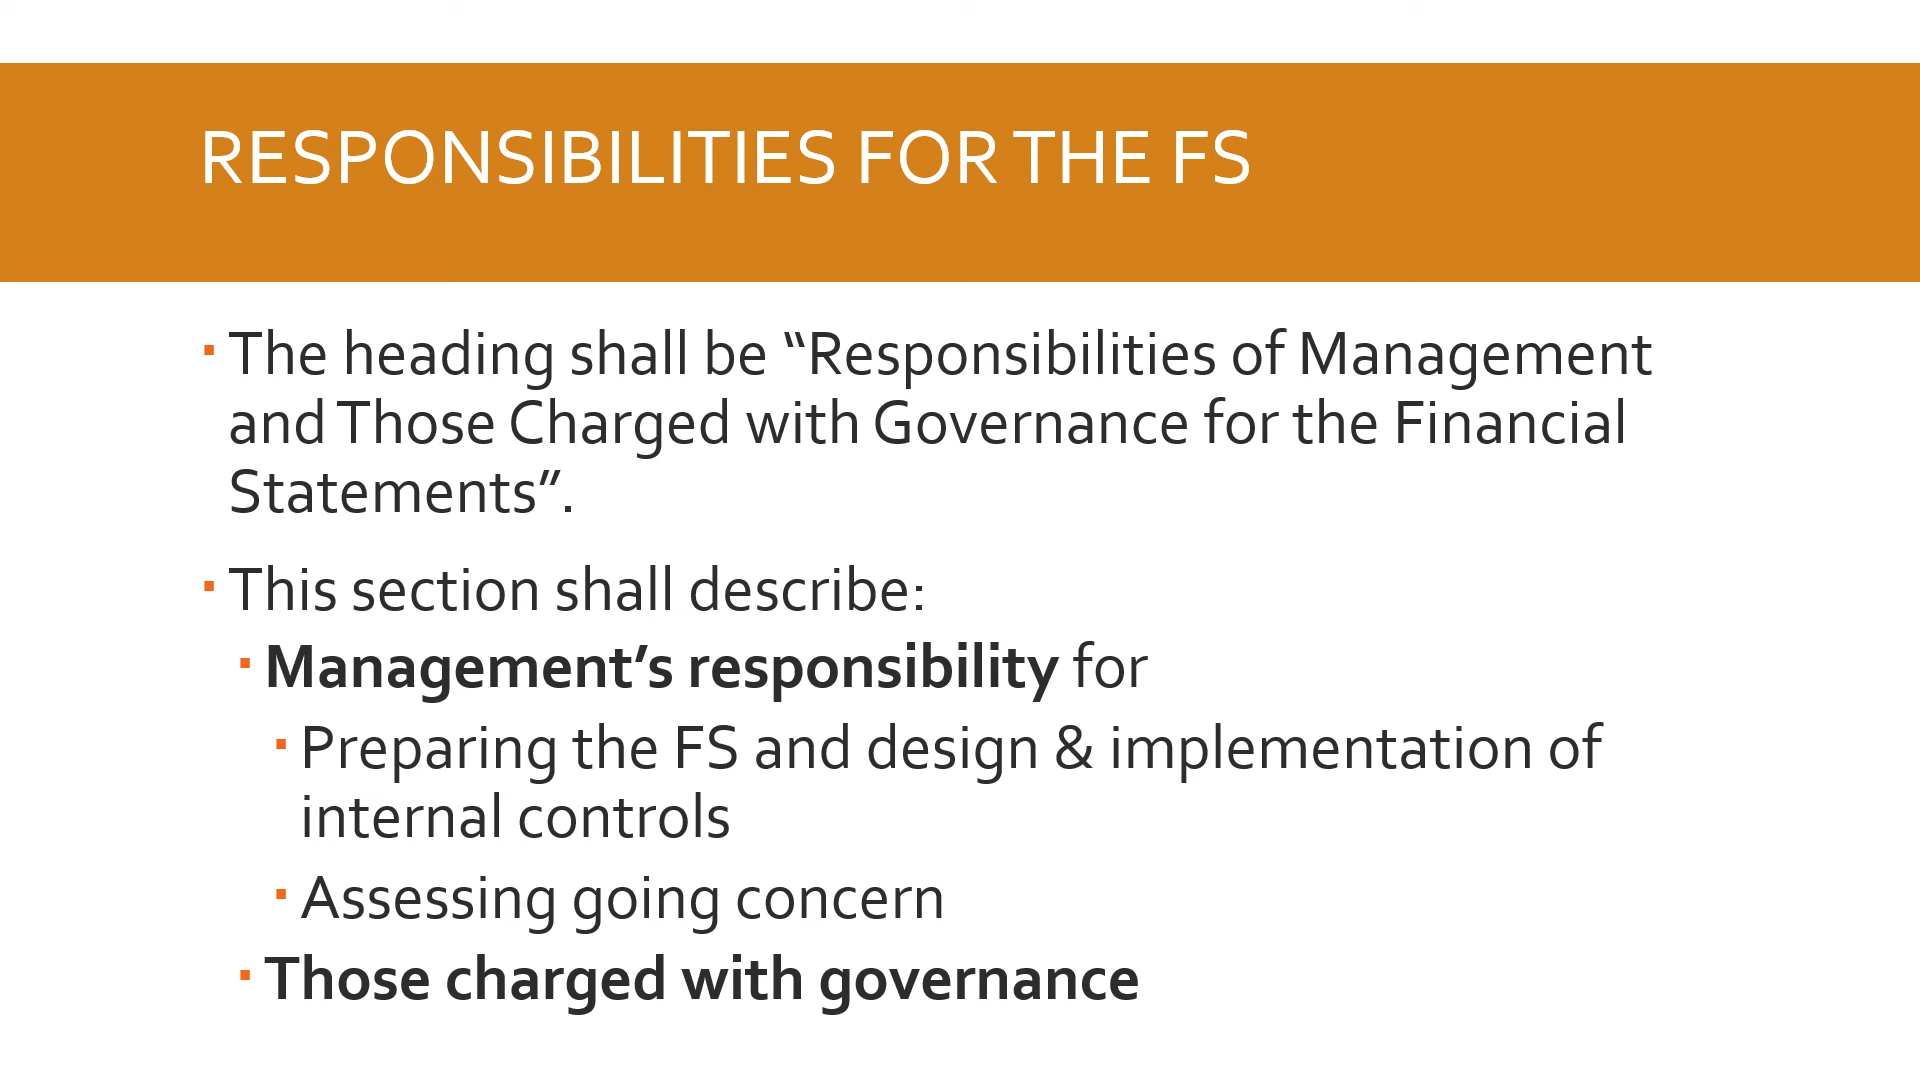 RESPONSIBILITIES FOR THE FS
The heading shall be “Responsibilities of Management
and Those Charged with Governance for the Financial
Statements”.
This section shall describe:
Management’s responsibility for
Preparing the FS and design & implementation of
internal controls
Assessing going concern
Those charged with governance